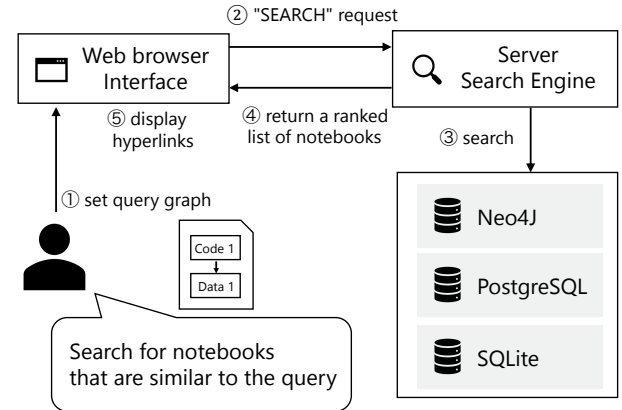 ② "SEARCH" request
Web browser
Interface
Server
Search Engine
⑤ display
hyperlinks
④ return a ranked
list of notebooks
③ search
① set query graph
Code 1
Data 1
Neo4J
PostgreSQL
SQLite
Search for notebooks
that are similar to the query